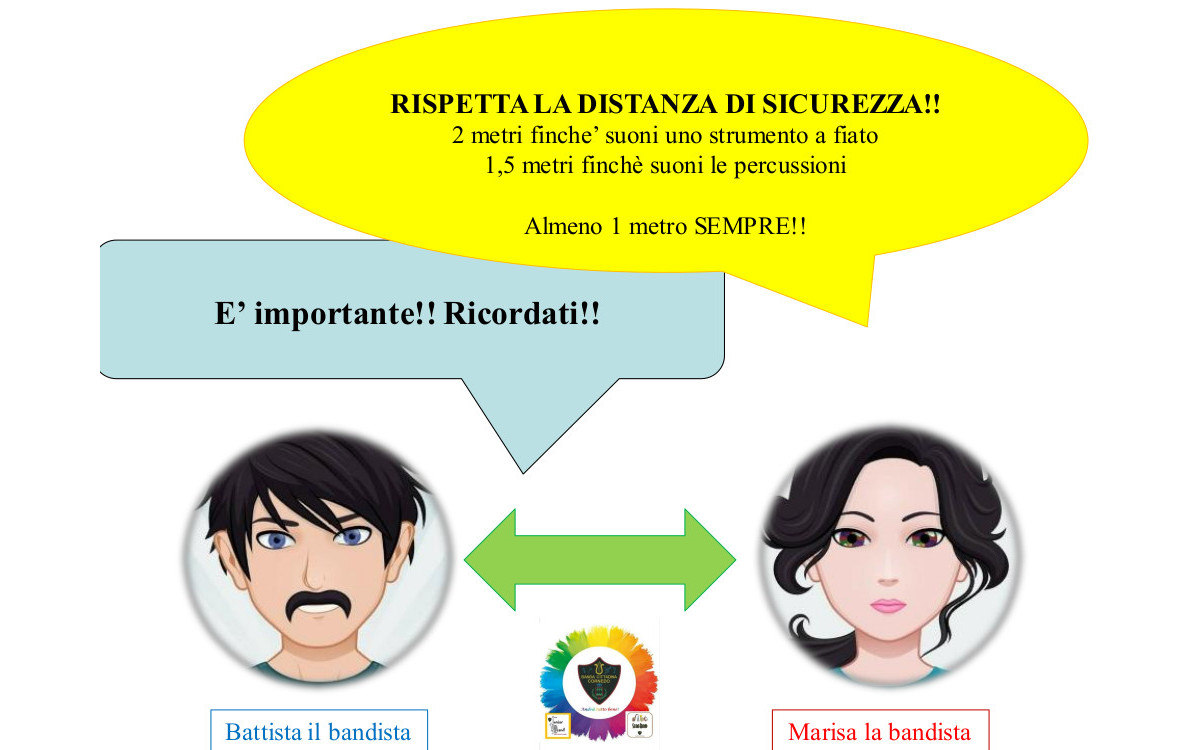 RISPETTA LA DISTANZA DI SICUREZZA!!
2 metri finche’ suoni uno strumento a fiato
1,5 metri finchè suoni le percussioni
Almeno 1 metro SEMPRE!!
E’ importante!! Ricordati!!
BANDA CITTADINA
CORNEDO
Battista il bandista
Marisa la bandista